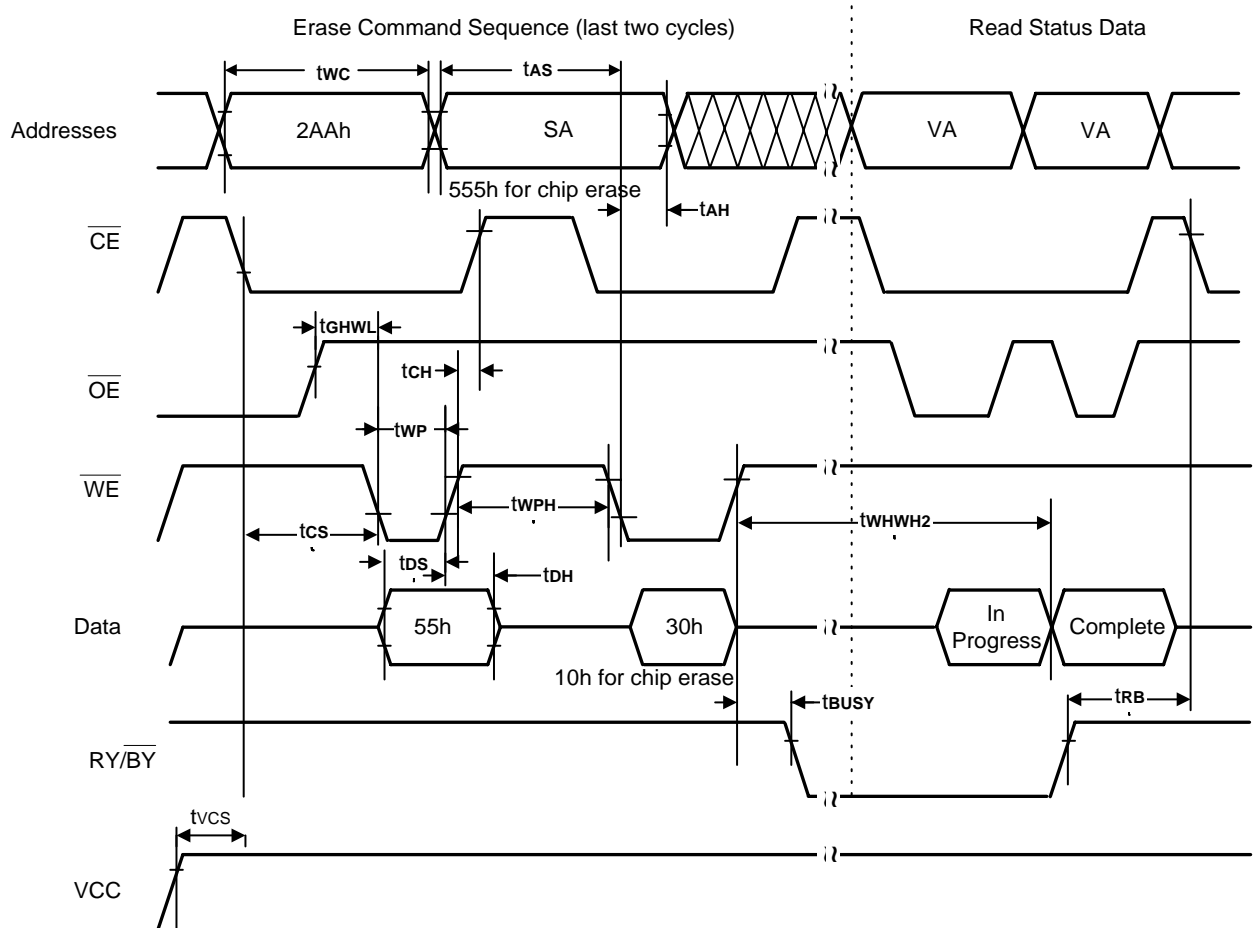 Erase Command Sequence (last two cycles)
Read Status Data
tWC
tAS
Addresses
2AAh
SA
VA
VA
555h for chip erase
tAH
CE
tGHWL
tCH
OE
tWP
WE
tWPH
tWHWH2
tCS
tDS
tDH
Data
55h
30h
In
Progress
Complete
10h for chip erase
tBUSY
tRB
RY/BY
tVCS
VCC